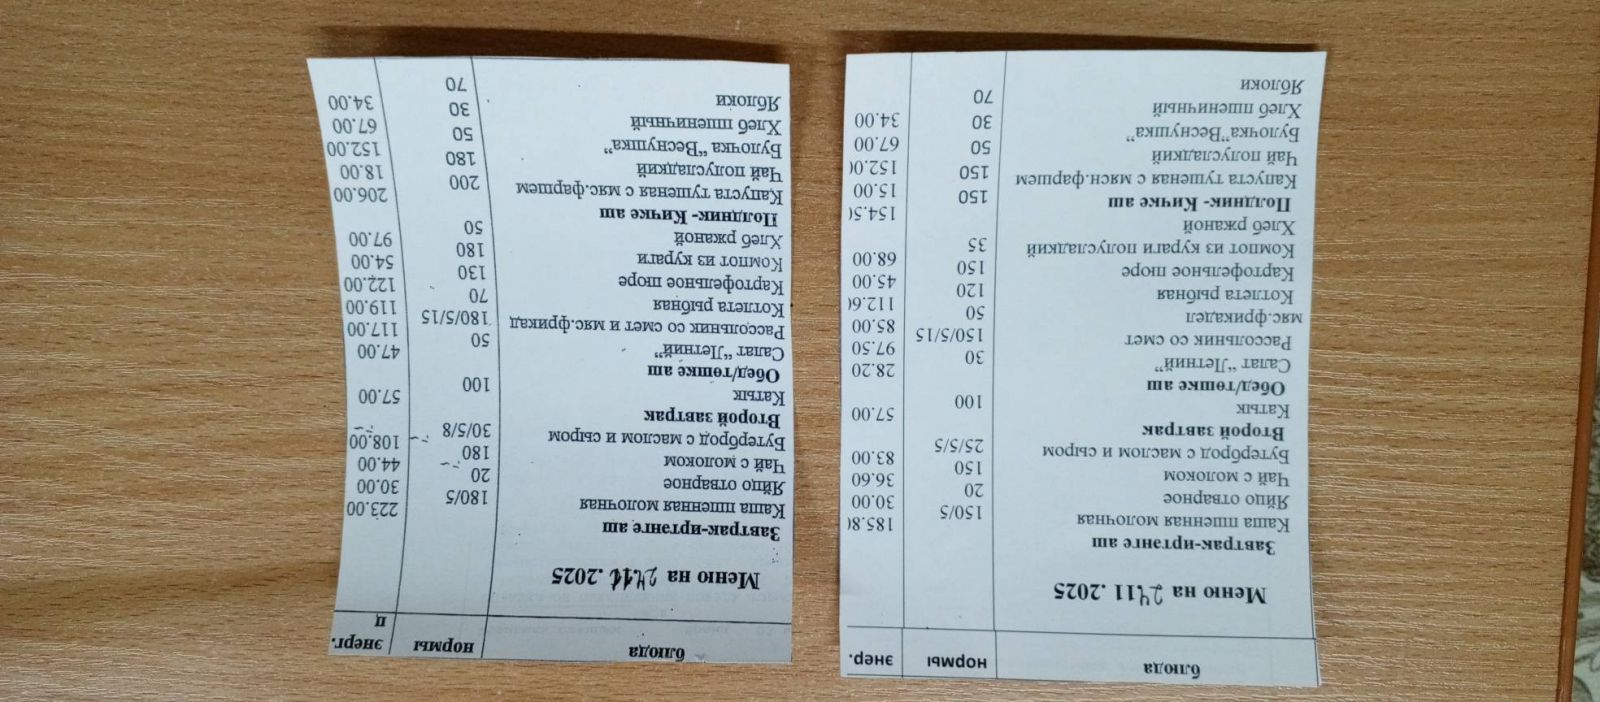 блюда нормы энер.
Меню на 24 11. 2025
Завтрак-иртәнге аш
Каша пшенная молочная 150/5 185.8
Яйцо отварное 20 30.00
Чай с молоком 150 36.60
Бутерброд с маслом и сыром 25/5/5 83.00
Второй завтрак
Катык 100 57.00
Обед/төшке аш
Салат “Летний” 30 28.20
Рассольник со смет 150/5/15 97.50
мяс.фрикадел
Котлета рыбная 50 85.00
Картофельное пюре 120 112.6
Компот из кураги полусладкий 150 45.00
Хлеб ржаной 35 68.00
Полдник- Кичке аш
Капуста тушеная с мясн.фаршем 150 154.5
Чай полусладкий 150 15.00
Булочка“Веснушка” 50 152.0
Хлеб пшеничный 30 67.00
Яблоки 70 34.00
блюда нормы энерг. ц
Меню на 24 11. 2025
Завтрак-иртәнге аш
Каша пшенная молочная 180/5 223.00
Яйцо отварное 20 30.00
Чай с молоком 180 44.00
Бутерброд с маслом и сыром 30/5/8 108.00
Второй завтрак
Катык 100 57.00
Обед/төшке аш
Салат “Летний” 50 47.00
Рассольник со смет и мяс.фрикад 180/5/15 117.00
Котлета рыбная 70 119.00
Картофельное пюре 130 122.00
Компот из кураги 180 54.00
Хлеб ржаной 50 97.00
Полдник- Кичке аш
Капуста тушеная с мяс.фаршем 200 206.00
Чай полусладкий 180 18.00
Булочка “Веснушка” 50 152.00
Хлеб пшеничный 30 67.00
Яблоки 70 34.00